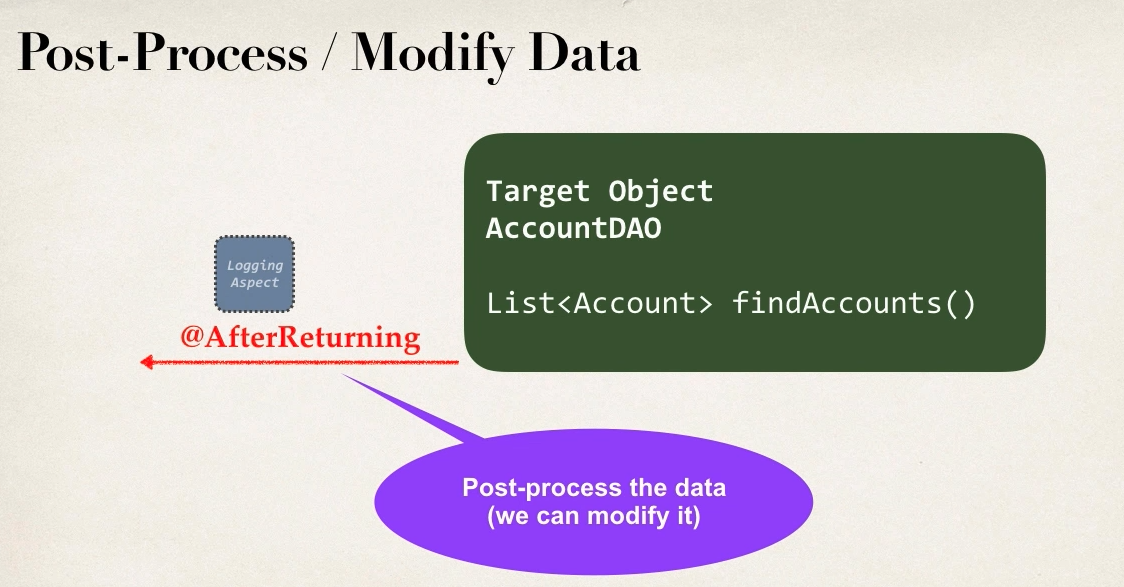 Post-Process / Modify Data
Target Object
AccountDAO
List<Account> findAccounts()
Logging
Aspect
@AfterReturning
Post-process the data
(we can modify it)